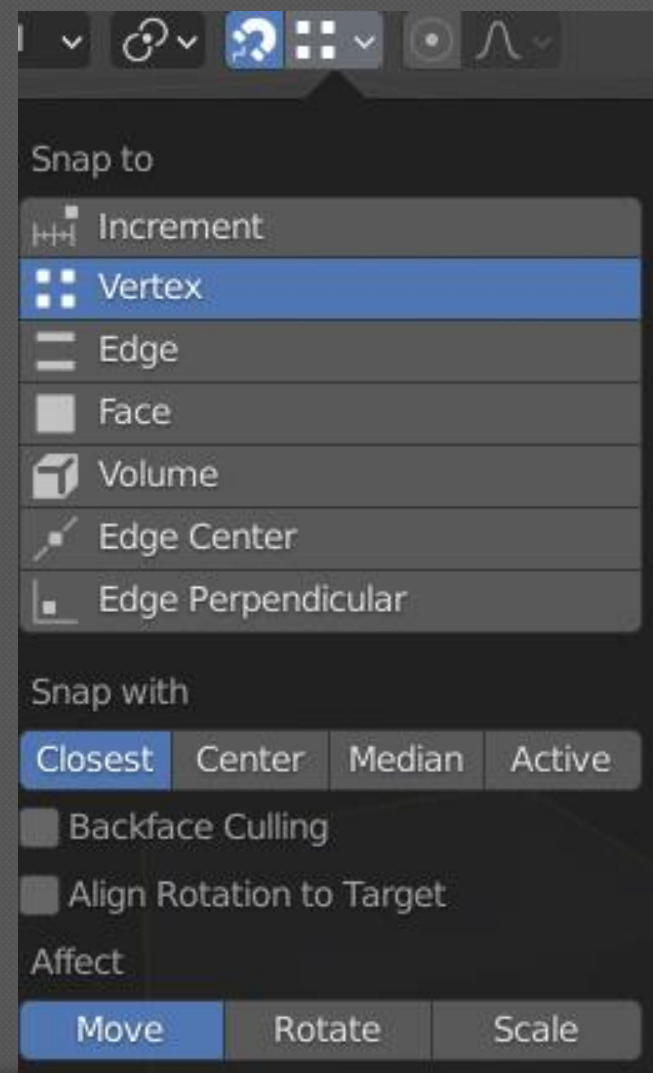 Snap to
Increment
Vertex
Edge
Face
Volume
Edge Center
Edge Perpendicular
Snap with
Closest Center Median Active
Backface Culling
Align Rotation to Target
Affect
Move Rotate Scale